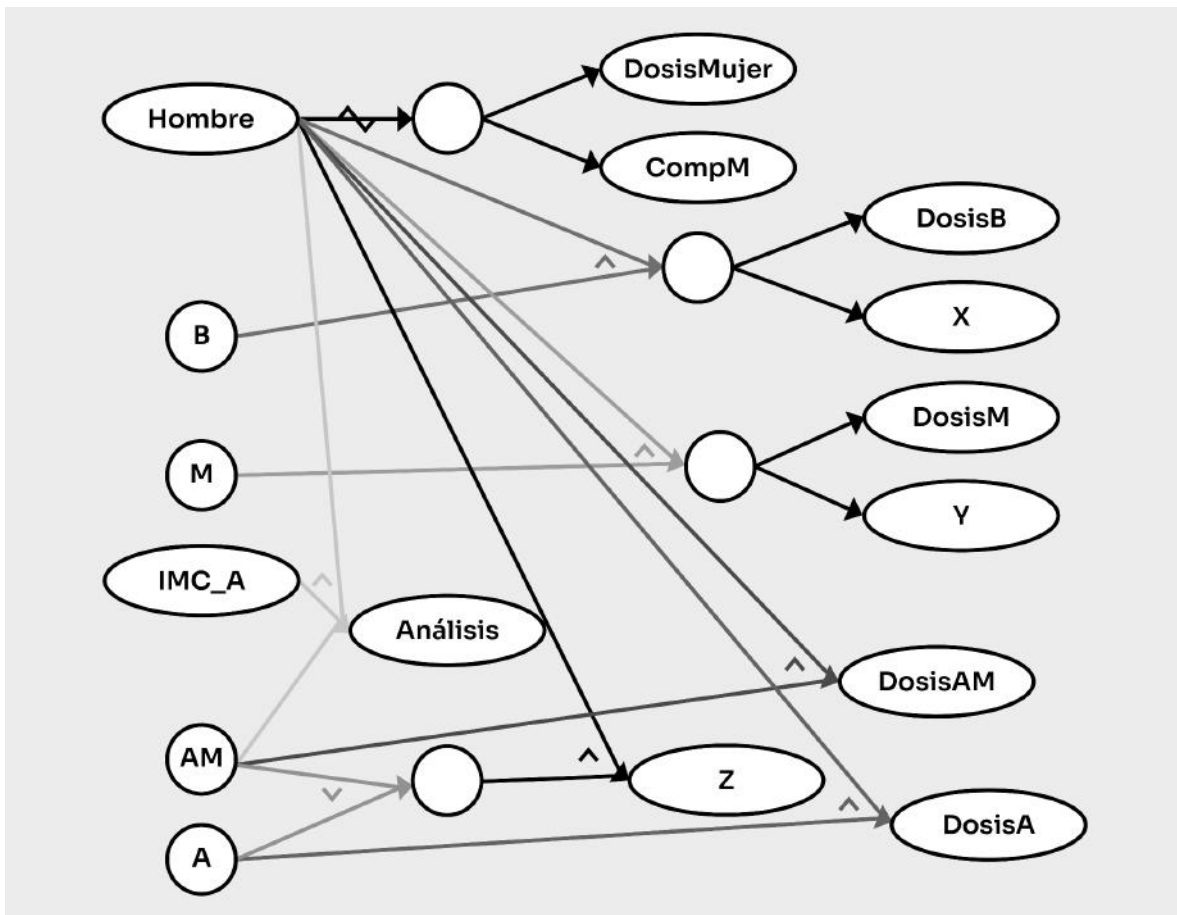 DosisMujer
Hombre
CompM
DosisB
B
X
DosisM
M
Y
IMC_A
Análisis
DosisAM
AM
Z
DosisA
A